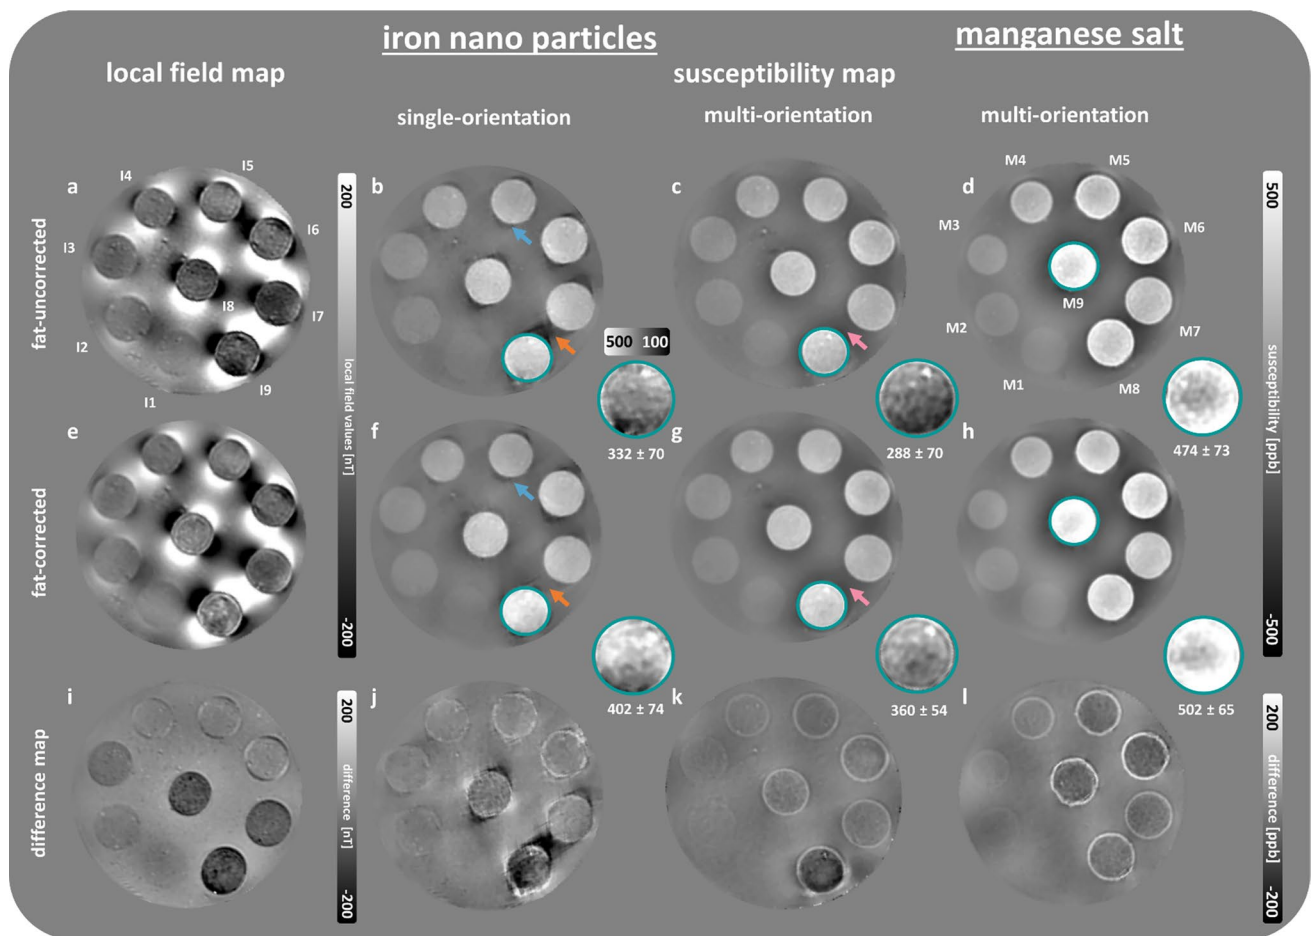 iron nano particles
manganese salt
local field map
susceptibility map
single-orientation
multi-orientation
multi-orientation
fat-uncorrected
a
I4
I5
I3
I6
I8
I7
I2
I9
I1
200
local field values [nT]
-200
b
500 100
332 ± 70
c
288 ± 70
d
M4
M5
M3
M6
M9
M2
M7
M1
M8
474 ± 73
500
susceptibility [ppb]
-500
fat-corrected
e
f
402 ± 74
g
360 ± 54
h
502 ± 65
difference map
i
200
difference [nT]
-200
j
k
l
200
difference [ppb]
-200